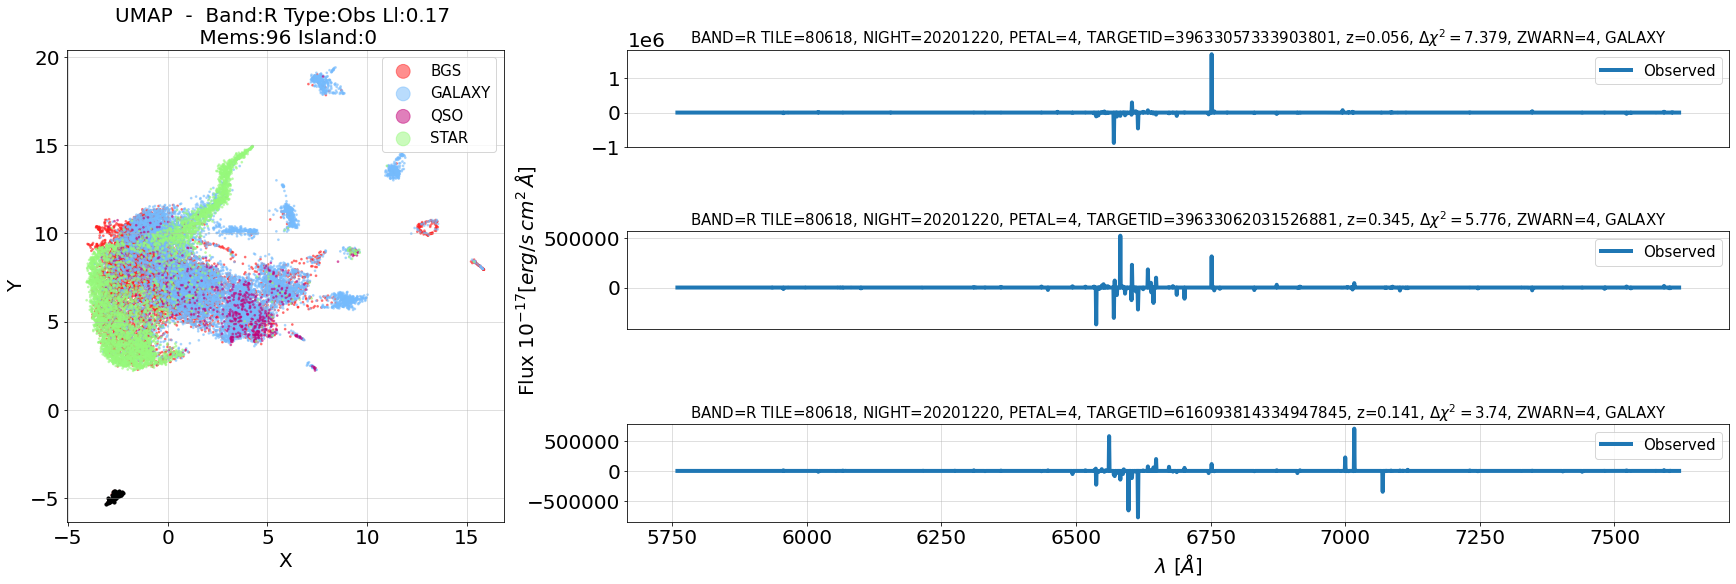 UMAP - Band:R Type:Obs Ll:0.17
Mems:96 Island:0
20
15
10
5
0
−5
Y
−5
0
5
10
15
X
BGS
GALAXY
QSO
STAR
Flux 10⁻¹⁷[erg/s cm² Å]
1e6
BAND=R TILE=80618, NIGHT=20201220, PETAL=4, TARGETID=39633057333903801, z=0.056, Δχ² = 7.379, ZWARN=4, GALAXY
1
0
−1
Observed
BAND=R TILE=80618, NIGHT=20201220, PETAL=4, TARGETID=39633062031526881, z=0.345, Δχ² = 5.776, ZWARN=4, GALAXY
500000
0
Observed
BAND=R TILE=80618, NIGHT=20201220, PETAL=4, TARGETID=616093814334947845, z=0.141, Δχ² = 3.74, ZWARN=4, GALAXY
500000
0
−500000
Observed
5750
6000
6250
6500
6750
7000
7250
7500
λ [Å]